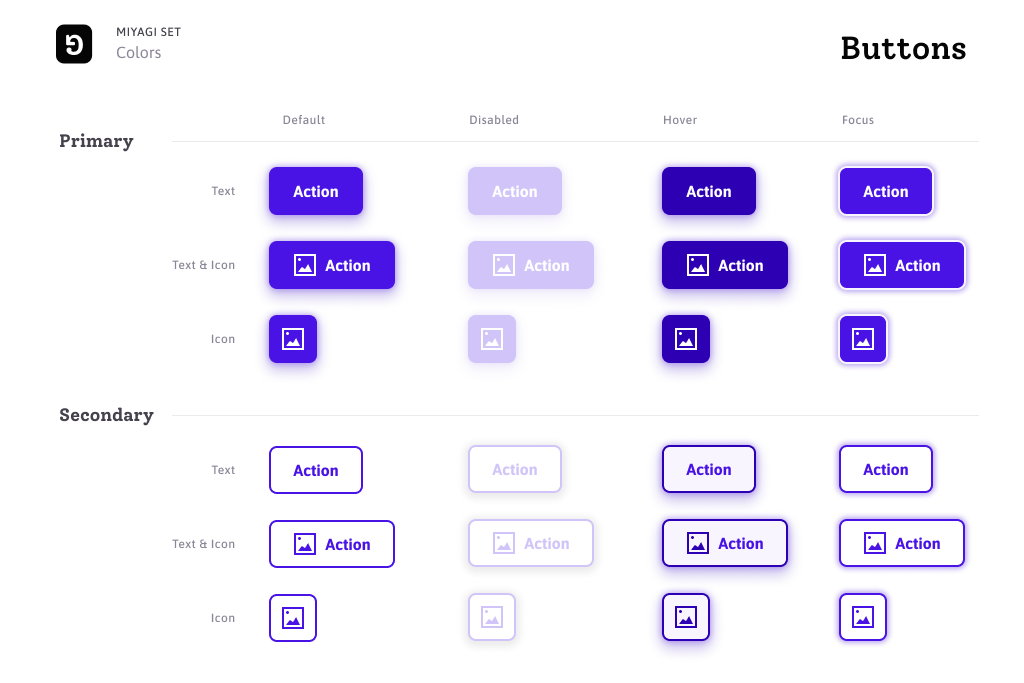 MIYAGI SET
Colors
Buttons
Default Disabled Hover Focus
Primary
Text Action Action Action Action
Text & Icon Action Action Action Action
Icon
Secondary
Text Action Action Action Action
Text & Icon Action Action Action Action
Icon